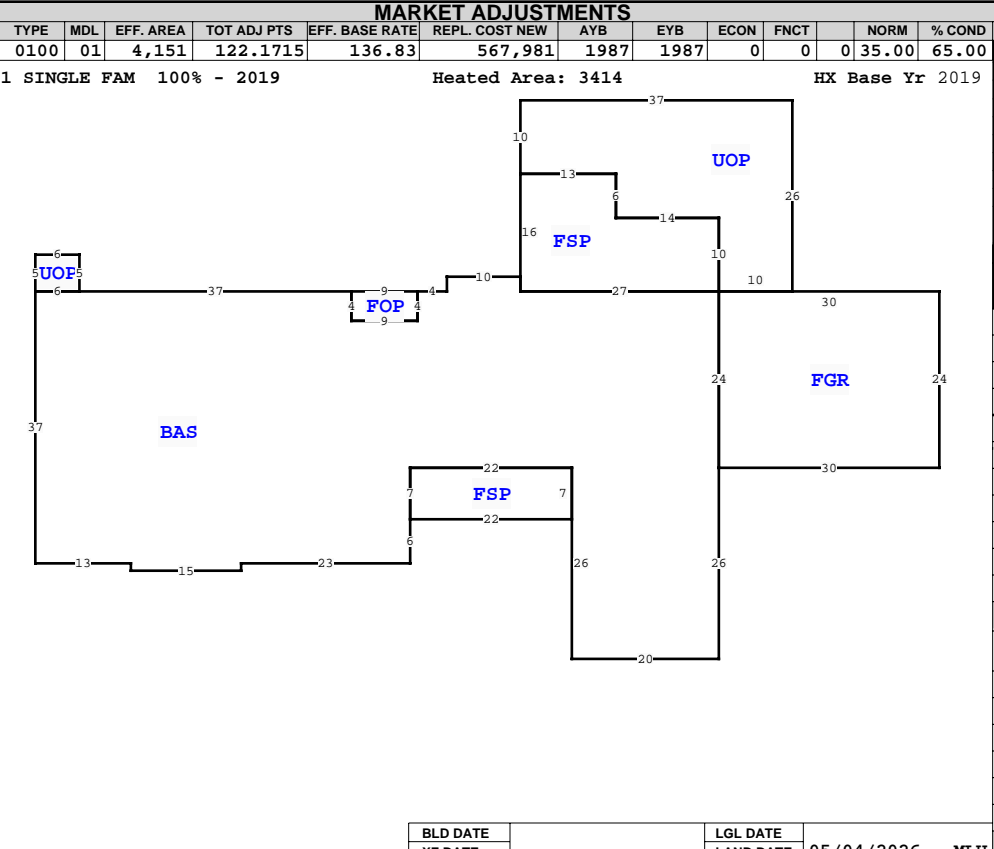 MARKET ADJUSTMENTS
TYPE MDL EFF. AREA TOT ADJ PTS EFF. BASE RATE REPL. COST NEW AYB EYB ECON FNCT NORM % COND
0100 01 4,151 122.1715 136.83 567,981 1987 1987 0 0 0 35.00 65.00
1 SINGLE FAM 100% - 2019 Heated Area: 3414 HX Base Yr 2019
37
10
UOP
13
6
26
14
16
FSP
6
10
5 UOP 5
10
10
6
37
9
4
27
30
4 FOP 4
9
24
FGR
24
37
BAS
22
30
7
FSP
7
22
6
13
15
23
26
26
20
BLD DATE LGL DATE